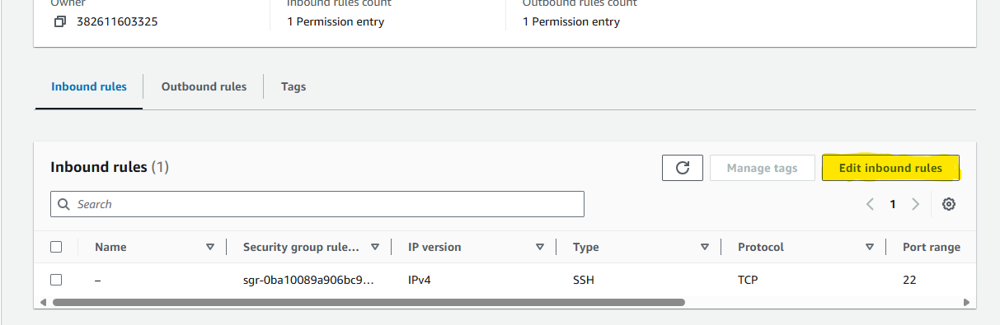 Owner
Inbound rules count
Outbound rules count
382611603325
1 Permission entry
1 Permission entry
Inbound rules
Outbound rules
Tags
Inbound rules (1)
Manage tags
Edit inbound rules
Search
1
Name
Security group rule...
IP version
Type
Protocol
Port range
–
sgr-0ba10089a906bc9...
IPv4
SSH
TCP
22